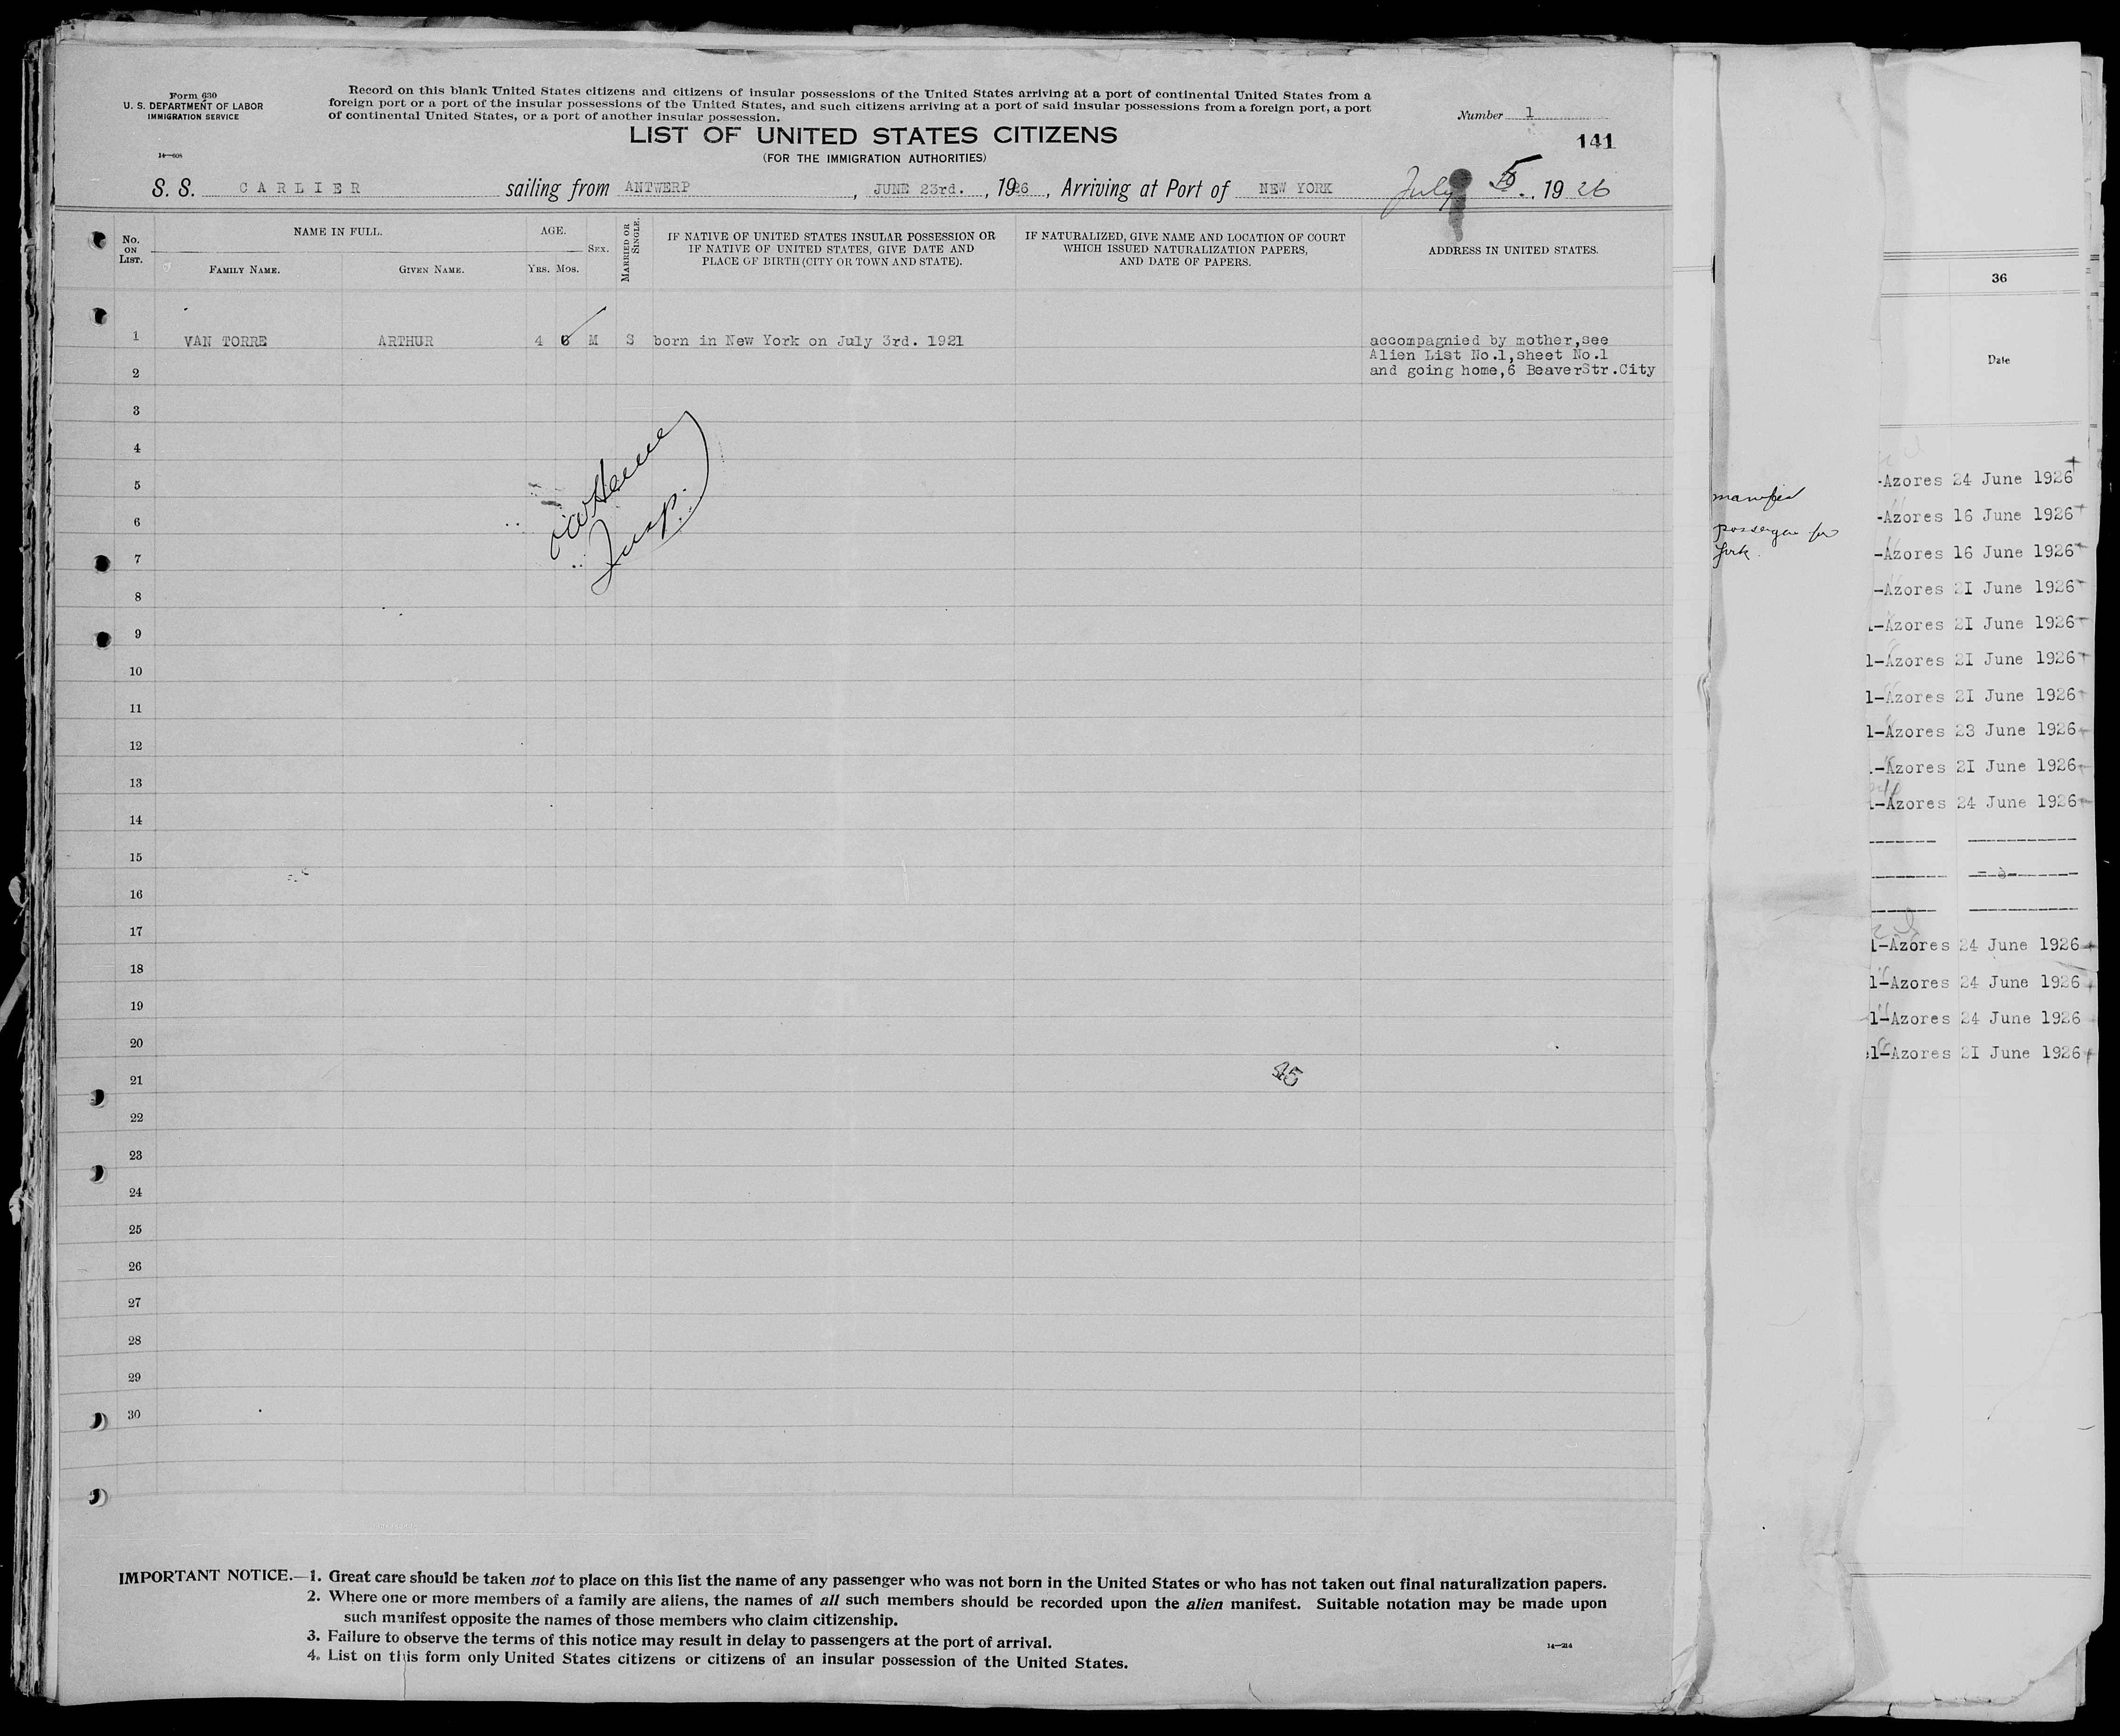 Form 630
U. S. DEPARTMENT OF LABOR
IMMIGRATION SERVICE
14—608
Record on this blank United States citizens and citizens of insular possessions of the United States arriving at a port of continental United States from a
foreign port or a port of the insular possessions of the United States, and such citizens arriving at a port of said insular possessions from a foreign port, a port
of continental United States, or a port of another insular possession.
Number 1
LIST OF UNITED STATES CITIZENS
141
(FOR THE IMMIGRATION AUTHORITIES)
S. S. CARLIER sailing from ANTWERP, JUNE 23rd., 1926, Arriving at Port of NEW YORK July 5., 1926
No. ON LIST.
NAME IN FULL.
FAMILY NAME.
GIVEN NAME.
AGE.
YRS. MOS.
SEX.
MARRIED OR SINGLE.
IF NATIVE OF UNITED STATES INSULAR POSSESSION OR
IF NATIVE OF UNITED STATES, GIVE DATE AND
PLACE OF BIRTH (CITY OR TOWN AND STATE).
IF NATURALIZED, GIVE NAME AND LOCATION OF COURT
WHICH ISSUED NATURALIZATION PAPERS,
AND DATE OF PAPERS.
ADDRESS IN UNITED STATES.
1 VAN TORRE ARTHUR 4 6 M S born in New York on July 3rd. 1921 accompagnied by mother,see
Alien List No.1,sheet No.1
2 and going home,6 BeaverStr.City
3
4
5
6
7
8
9
10
11
12
13
14
15
16
17
18
19
20
21
22
23
24
25
26
27
28
29
30
Insp.
45
IMPORTANT NOTICE.—1. Great care should be taken not to place on this list the name of any passenger who was not born in the United States or who has not taken out final naturalization papers.
2. Where one or more members of a family are aliens, the names of all such members should be recorded upon the alien manifest. Suitable notation may be made upon
such manifest opposite the names of those members who claim citizenship.
3. Failure to observe the terms of this notice may result in delay to passengers at the port of arrival.
4. List on this form only United States citizens or citizens of an insular possession of the United States.
14—214
passenger for
York
36
Date
-Azores 24 June 1926
-Azores 16 June 1926
-Azores 16 June 1926
-Azores 2I June 1926
-Azores 2I June 1926
l-Azores 2I June 1926
l-Azores 2I June 1926
l-Azores 23 June 1926
-Azores 2I June 1926
-Azores 24 June 1926
l-Azores 24 June 1926
l-Azores 24 June 1926
l-Azores 24 June 1926
l-Azores 2I June 1926